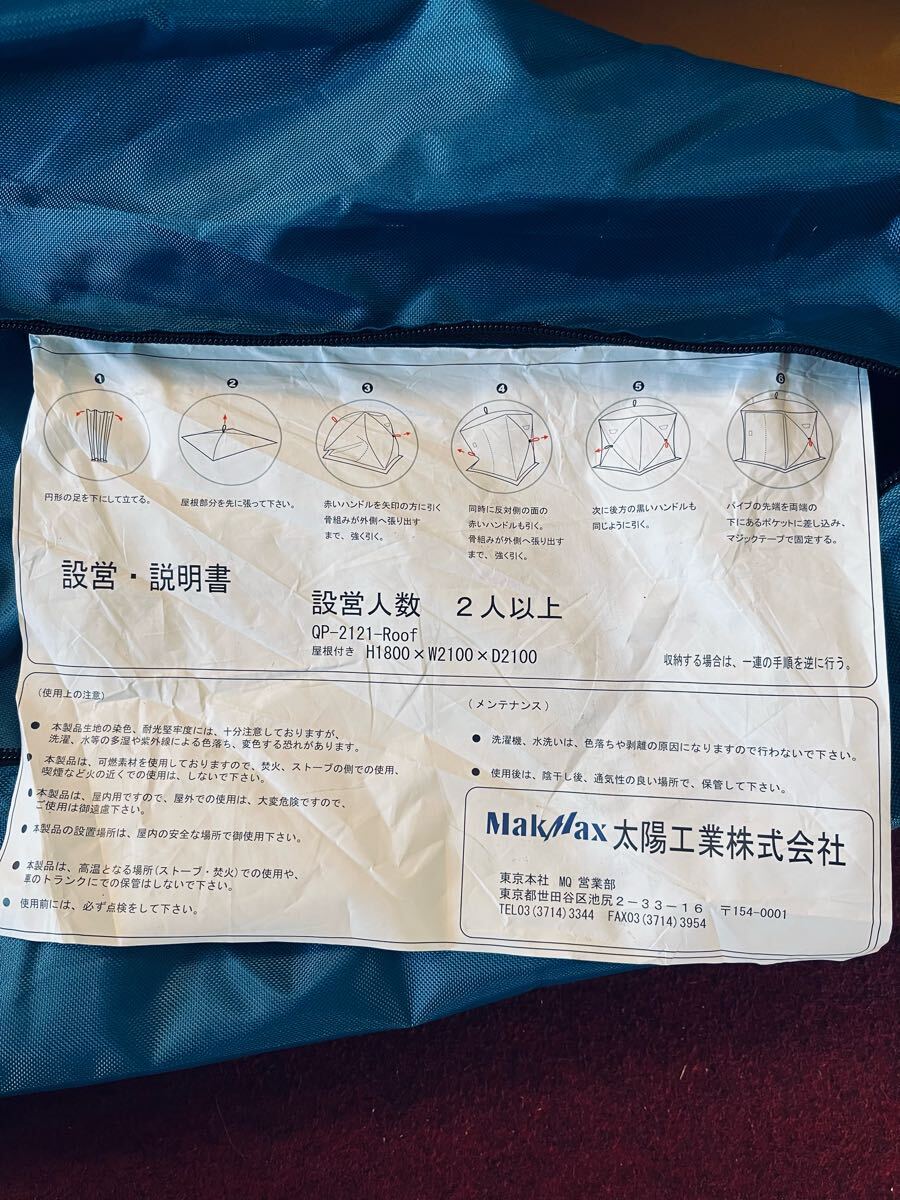 ❶
円形の足を下にして立てる。
❷
屋根部分を先に張って下さい。
❸
赤いハンドルを矢印の方に引く
骨組みが外側へ張り出す
まで、強く引く。
❹
同時に反対側の面の
赤いハンドルも引く。
骨組みが外側へ張り出す
まで、強く引く。
❺
次に後方の黒いハンドルも
同じように引く。
❻
パイプの先端を両端の
下にあるポケットに差し込み、
マジックテープで固定する。
設営・説明書
設営人数 2人以上
QP-2121-Roof
屋根付き H1800×W2100×D2100
収納する場合は、一連の手順を逆に行う。
(使用上の注意)
● 本製品生地の染色、耐光堅牢度には、十分注意しておりますが、
洗濯、水等の多湿や紫外線による色落ち、変色する恐れがあります。
● 本製品は、可燃素材を使用しておりますので、焚火、ストーブの側での使用、
喫煙など火の近くでの使用は、しないで下さい。
● 本製品は、屋内用ですので、屋外での使用は、大変危険ですので、
ご使用は御遠慮下さい。
● 本製品の設置場所は、屋内の安全な場所で御使用下さい。
● 本製品は、高温となる場所(ストーブ・焚火)での使用や、
車のトランクにての保管はしないで下さい。
● 使用前には、必ず点検をして下さい。
(メンテナンス)
● 洗濯機、水洗いは、色落ちや剥離の原因になりますので行わないで下さい。
● 使用後は、陰干し後、通気性の良い場所で、保管して下さい。
MakMax 太陽工業株式会社
東京本社 MQ 営業部
東京都世田谷区池尻2-33-16 〒154-0001
TEL03(3714)3344 FAX03(3714)3954